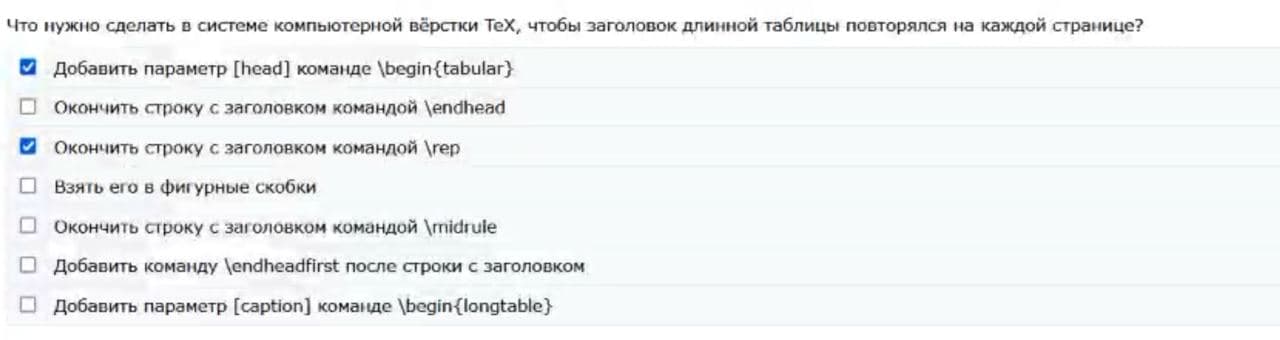 Что нужно сделать в системе компьютерной вёрстки TeX, чтобы заголовок длинной таблицы повторялся на каждой странице?
Добавить параметр [head] команде \begin{tabular}
Окончить строку с заголовком командой \endhead
Окончить строку с заголовком командой \rep
Взять его в фигурные скобки
Окончить строку с заголовком командой \midrule
Добавить команду \endheadfirst после строки с заголовком
Добавить параметр [caption] команде \begin{longtable}